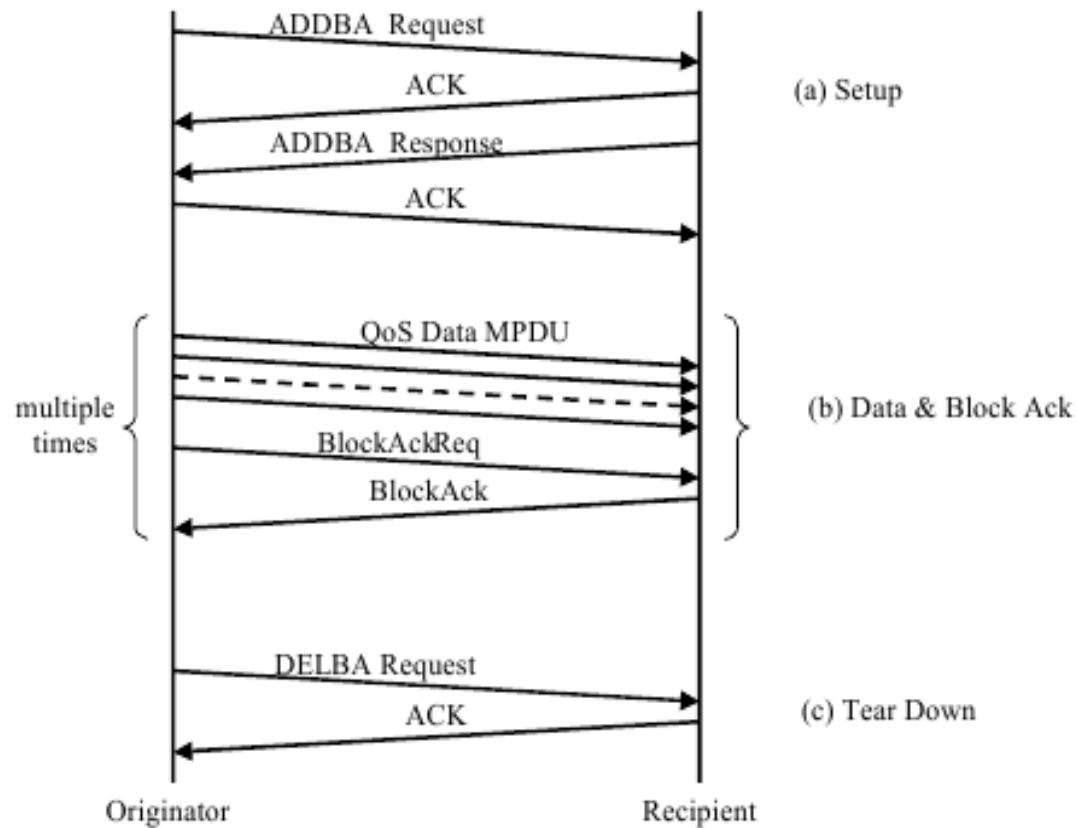 ADDBA Request
ACK
(a) Setup
ADDBA Response
ACK
QoS Data MPDU
multiple
times
(b) Data & Block Ack
BlockAckReq
BlockAck
DELBA Request
ACK
(c) Tear Down
Originator
Recipient